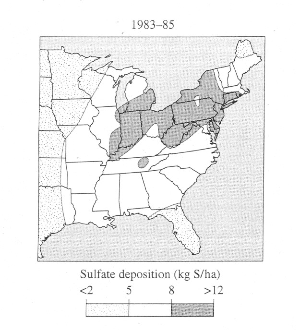 1983–85
Sulfate deposition (kg S/ha)
<2 5 8 >12